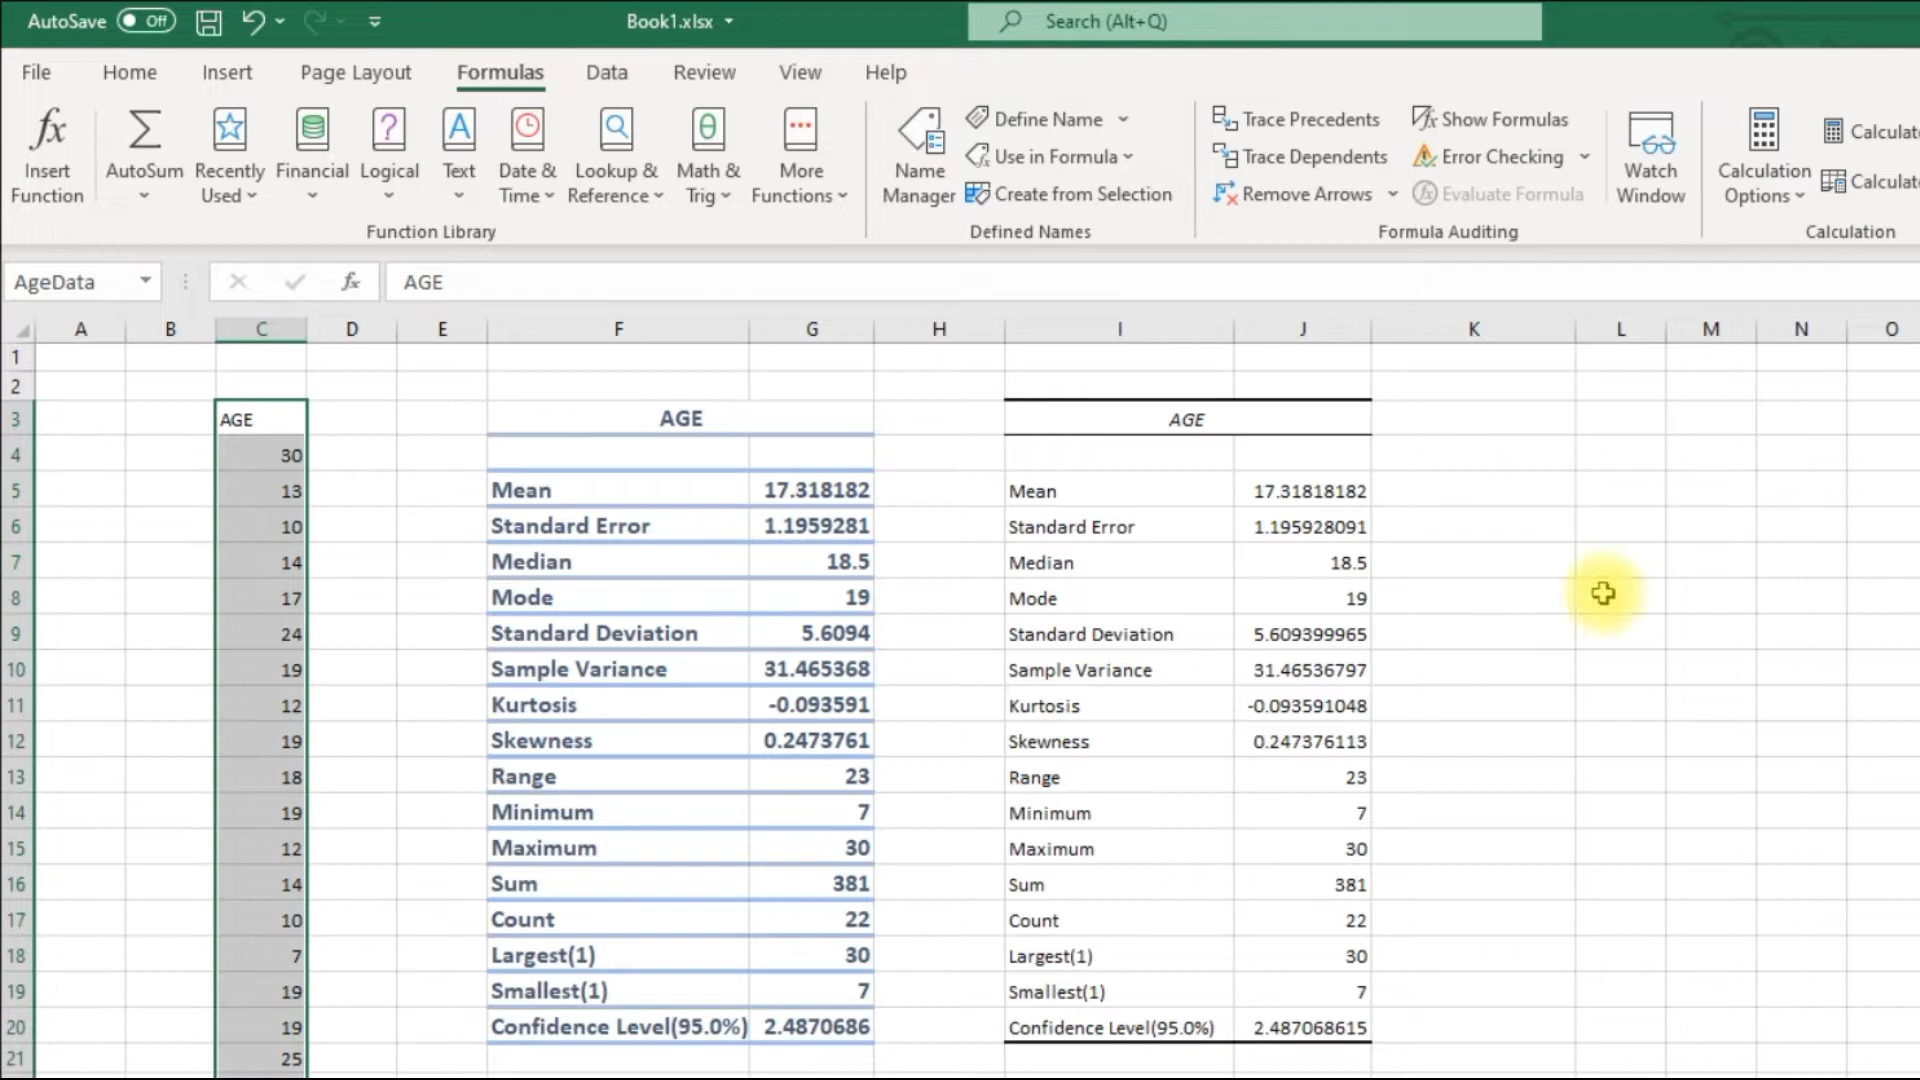 AutoSave Off Book1.xlsx Search (Alt+Q)
File Home Insert Page Layout Formulas Data Review View Help
Insert Function AutoSum Recently Used Financial Logical Text Date & Time Lookup & Reference Math & Trig More Functions
Function Library
Name Manager Define Name
Use in Formula
Create from Selection
Defined Names
Trace Precedents Show Formulas
Trace Dependents Error Checking
Remove Arrows Evaluate Formula
Formula Auditing
Watch Window
Calculation Options Calculat
Calculat
Calculation
AgeData fx AGE
A B C D E F G H I J K L M N O
1
2
3 AGE AGE AGE
4 30
5 13 Mean 17.318182 Mean 17.31818182
6 10 Standard Error 1.1959281 Standard Error 1.195928091
7 14 Median 18.5 Median 18.5
8 17 Mode 19 Mode 19
9 24 Standard Deviation 5.6094 Standard Deviation 5.609399965
10 19 Sample Variance 31.465368 Sample Variance 31.46536797
11 12 Kurtosis -0.093591 Kurtosis -0.093591048
12 19 Skewness 0.2473761 Skewness 0.247376113
13 18 Range 23 Range 23
14 19 Minimum 7 Minimum 7
15 12 Maximum 30 Maximum 30
16 14 Sum 381 Sum 381
17 10 Count 22 Count 22
18 7 Largest(1) 30 Largest(1) 30
19 19 Smallest(1) 7 Smallest(1) 7
20 19 Confidence Level(95.0%) 2.4870686 Confidence Level(95.0%) 2.487068615
21 25